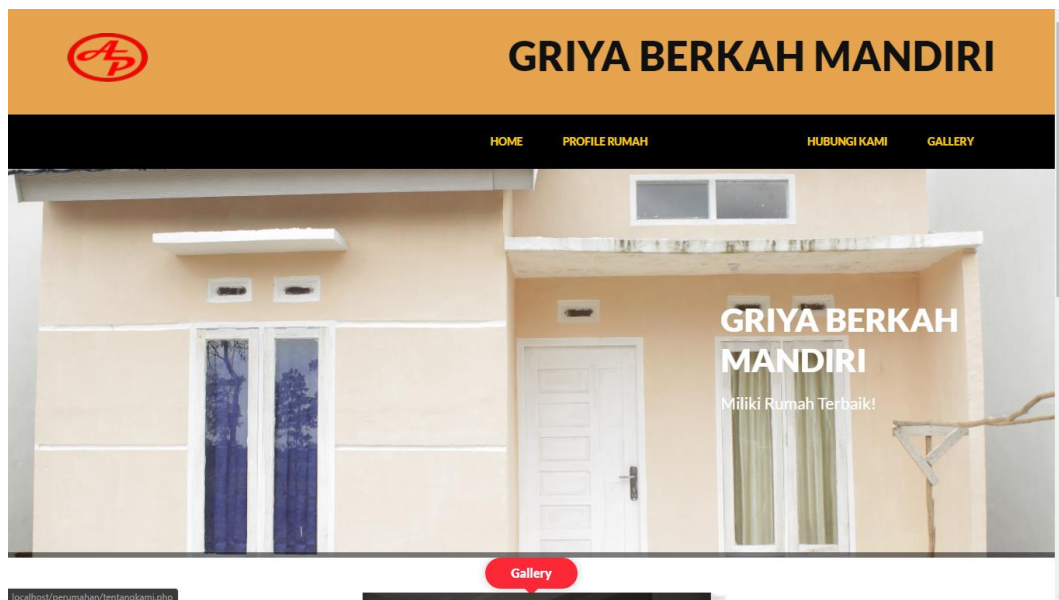 AP
GRIYA BERKAH MANDIRI
HOME PROFILE RUMAH HUBUNGI KAMI GALLERY
GRIYA BERKAH
MANDIRI
Miliki Rumah Terbaik!
Gallery
localhost/perumahan/tentangkami.php